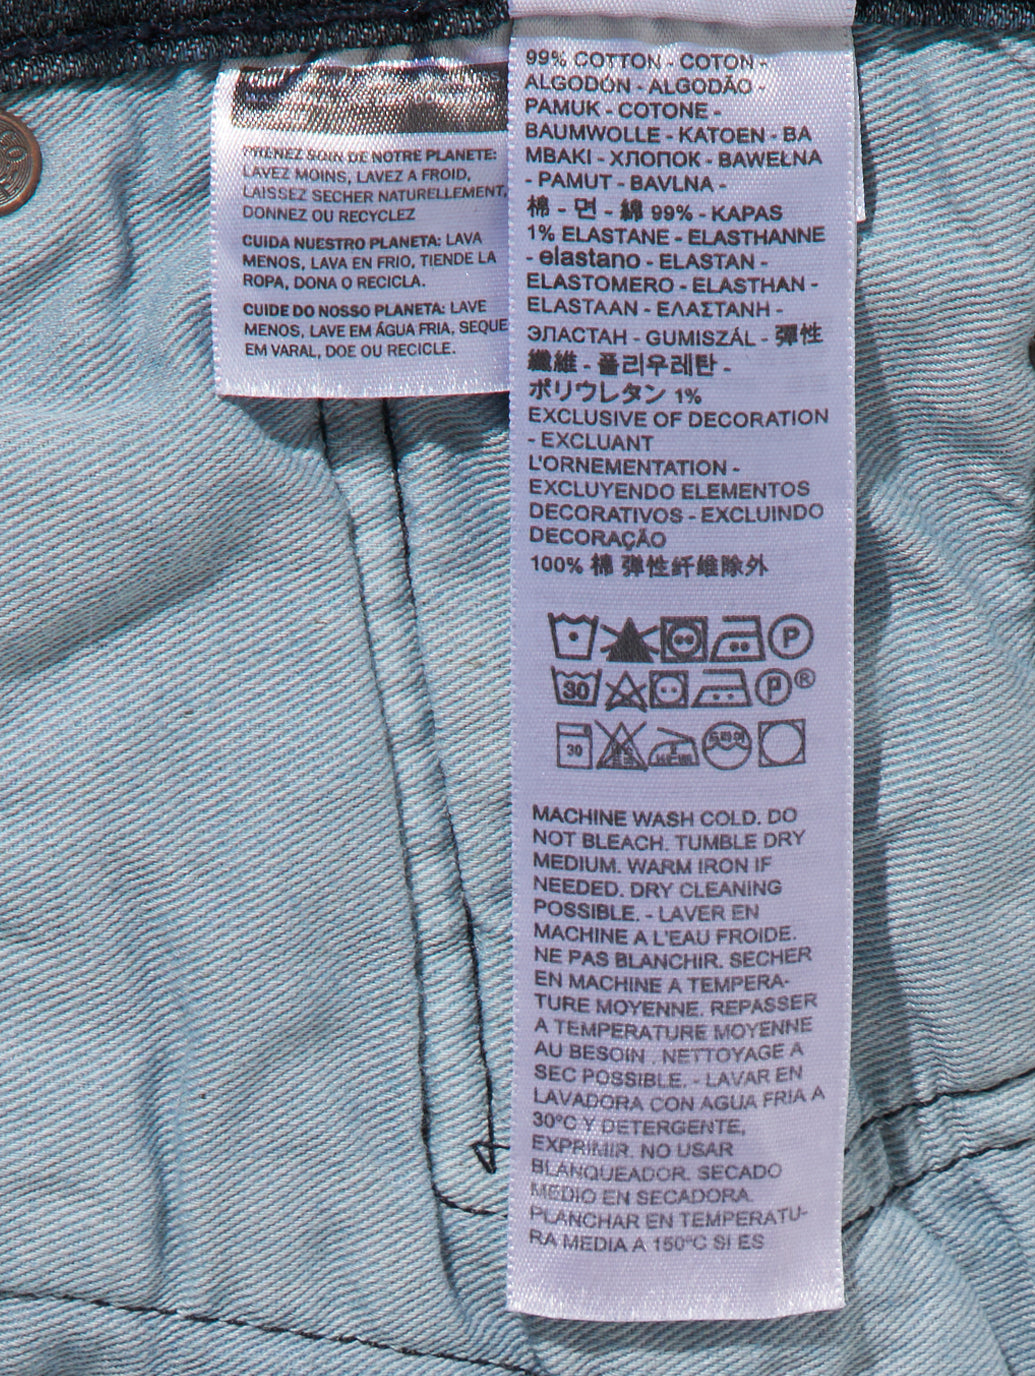 PRENEZ SOIN DE NOTRE PLANETE:
LAVEZ MOINS, LAVEZ A FROID,
LAISSEZ SECHER NATURELLEMENT,
DONNEZ OU RECYCLEZ
CUIDA NUESTRO PLANETA: LAVA
MENOS, LAVA EN FRIO, TIENDE LA
ROPA, DONA O RECICLA.
CUIDE DO NOSSO PLANETA: LAVE
MENOS, LAVE EM ÁGUA FRIA, SEQUE
EM VARAL, DOE OU RECICLE.
99% COTTON - COTON -
ALGODÓN - ALGODÃO -
PAMUK - COTONE -
BAUMWOLLE - KATOEN - BA
MBAKI - ХЛОПОК - BAWEŁNA
- PAMUT - BAVLNA -
棉 - 면 - 綿 99% - KAPAS
1% ELASTANE - ELASTHANNE
- elastano - ELASTAN -
ELASTOMERO - ELASTHAN -
ELASTAAN - ΕΛΑΣΤΑΝΗ -
ЭЛАСТАН - GUMISZÁL - 彈性
纖維 - 폴리우레탄 -
ポリウレタン 1%
EXCLUSIVE OF DECORATION
- EXCLUANT
L'ORNEMENTATION -
EXCLUYENDO ELEMENTOS
DECORATIVOS - EXCLUINDO
DECORAÇÃO
100% 棉 彈性纤维除外
P
30 P ®
30 드라이
MACHINE WASH COLD. DO
NOT BLEACH. TUMBLE DRY
MEDIUM. WARM IRON IF
NEEDED. DRY CLEANING
POSSIBLE. - LAVER EN
MACHINE A L'EAU FROIDE.
NE PAS BLANCHIR. SECHER
EN MACHINE A TEMPERA-
TURE MOYENNE. REPASSER
A TEMPERATURE MOYENNE
AU BESOIN . NETTOYAGE A
SEC POSSIBLE. - LAVAR EN
LAVADORA CON AGUA FRIA A
30°C Y DETERGENTE,
EXPRIMIR. NO USAR
BLANQUEADOR. SECADO
MEDIO EN SECADORA.
PLANCHAR EN TEMPERATU-
RA MEDIA A 150°C SI ES